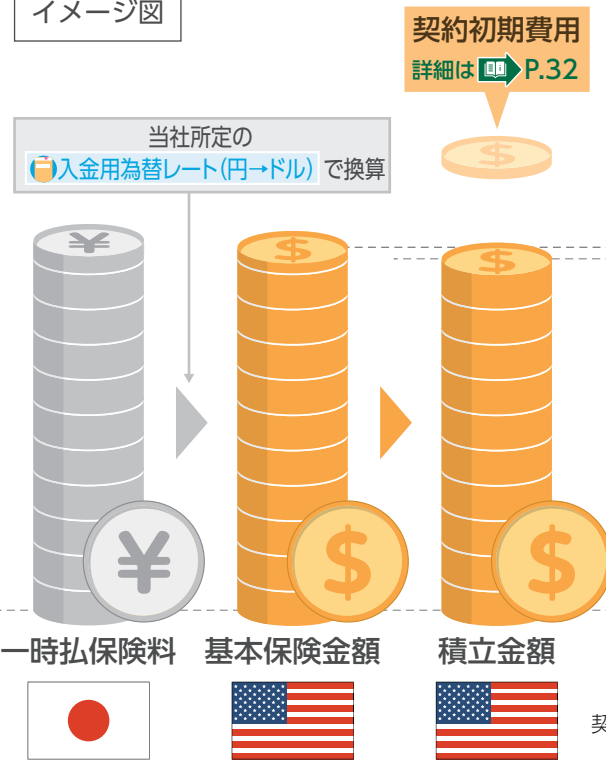 イメージ図
契約初期費用
詳細は P.32
$
当社所定の
入金用為替レート(円→ドル) で換算
¥ $ $
¥ $ $
一時払保険料 基本保険金額 積立金額
契